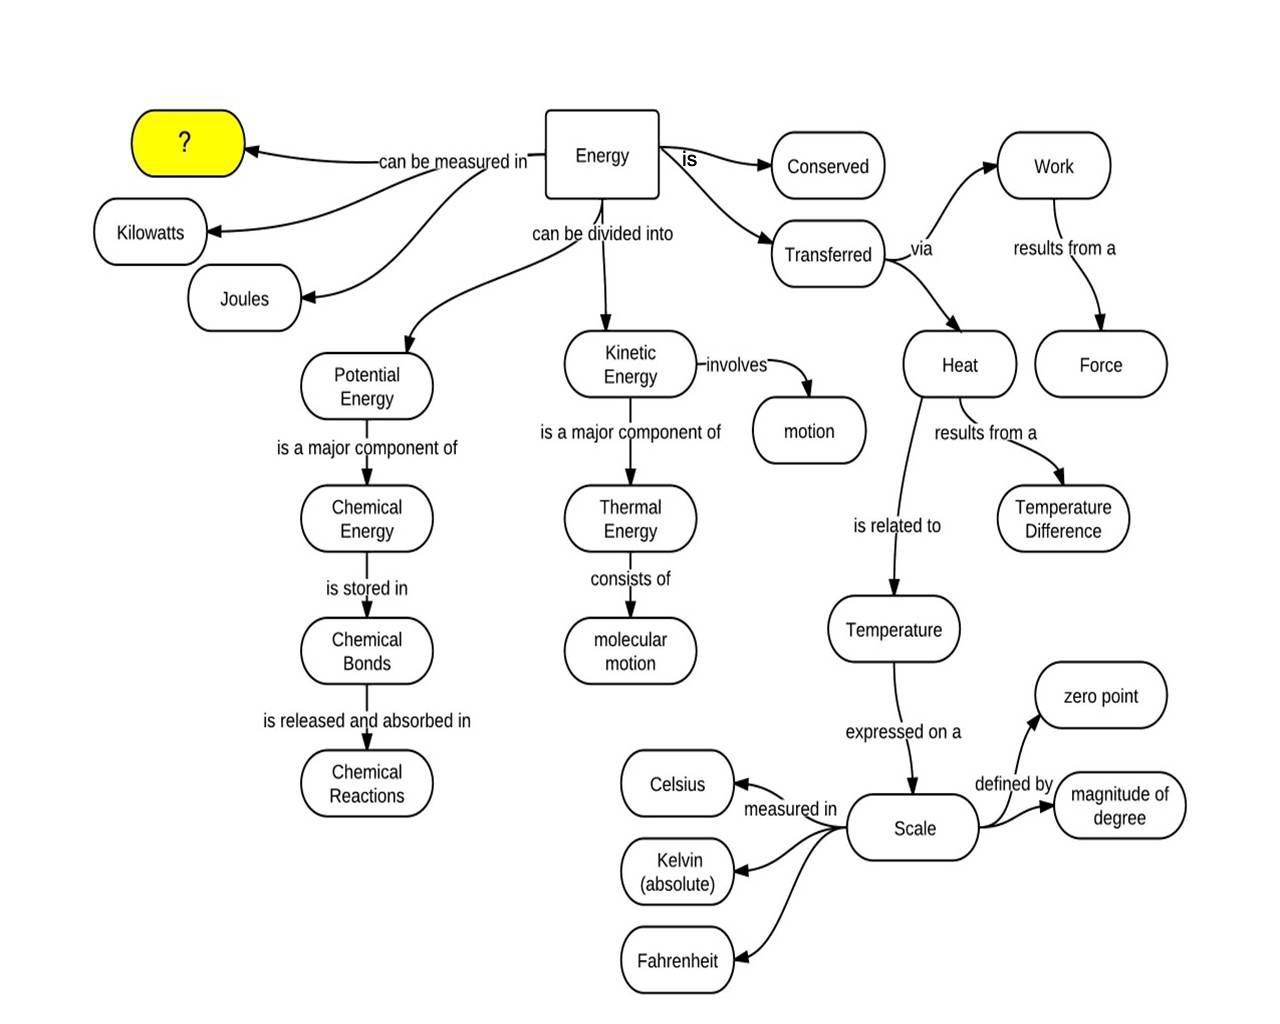 ?
can be measured in
Energy
is
Conserved
Work
Kilowatts
can be divided into
Transferred
via
results from a
Joules
Potential
Energy
Kinetic
Energy
involves
motion
Heat
Force
is a major component of
is a major component of
results from a
Chemical
Energy
Thermal
Energy
is related to
Temperature
Difference
is stored in
consists of
Chemical
Bonds
molecular
motion
Temperature
is released and absorbed in
expressed on a
zero point
Chemical
Reactions
Celsius
measured in
Scale
defined by
magnitude of
degree
Kelvin
(absolute)
Fahrenheit